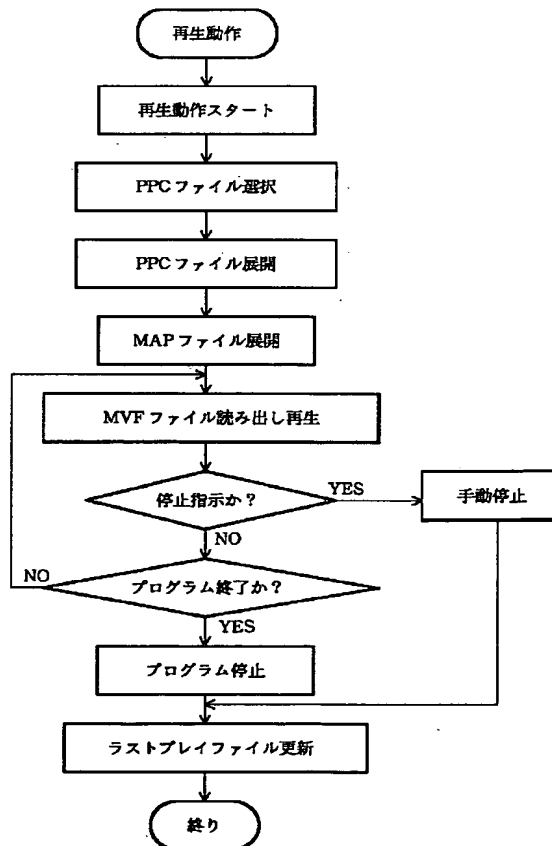 再生動作
再生動作スタート
PPCファイル選択
PPCファイル展開
MAPファイル展開
MVFファイル読み出し再生
停止指示か？
YES
手動停止
NO
プログラム終了か？
NO
YES
プログラム停止
ラストプレイファイル更新
終り